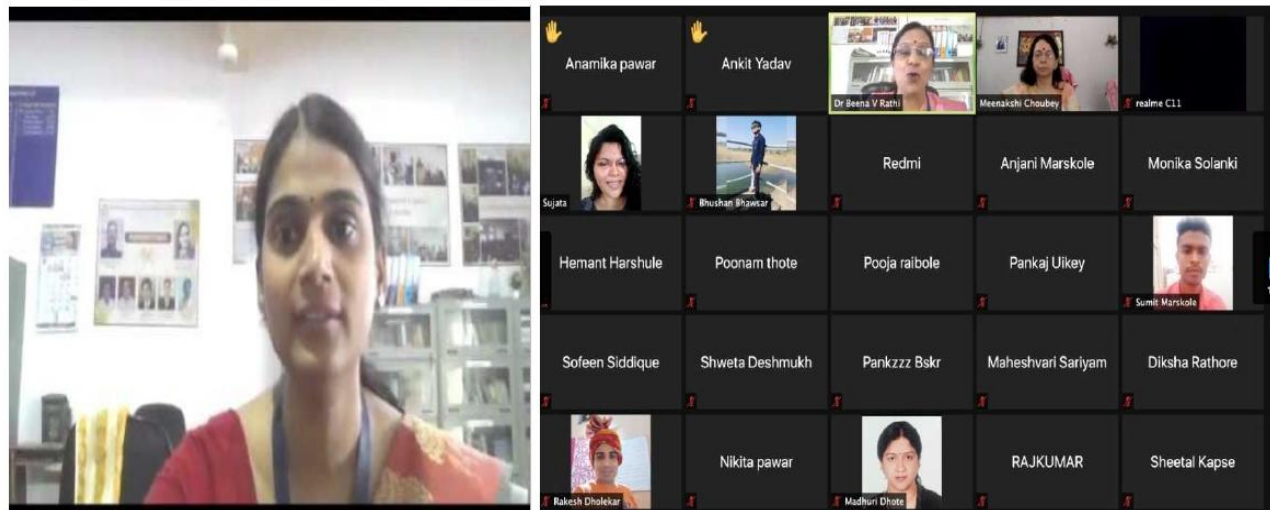 Anamika pawar
Ankit Yadav
Dr Beena V Rathi
Meenakshi Choubey
realme C11
Sujata
Bhushan Bhawsar
Redmi
Anjani Marskole
Monika Solanki
Hemant Harshule
Poonam thote
Pooja raibole
Pankaj Uikey
Sumit Marskole
Sofeen Siddique
Shweta Deshmukh
Pankzzz Bskr
Maheshvari Sariyam
Diksha Rathore
Rakesh Dholekar
Nikita pawar
Madhuri Dhote
RAJKUMAR
Sheetal Kapse